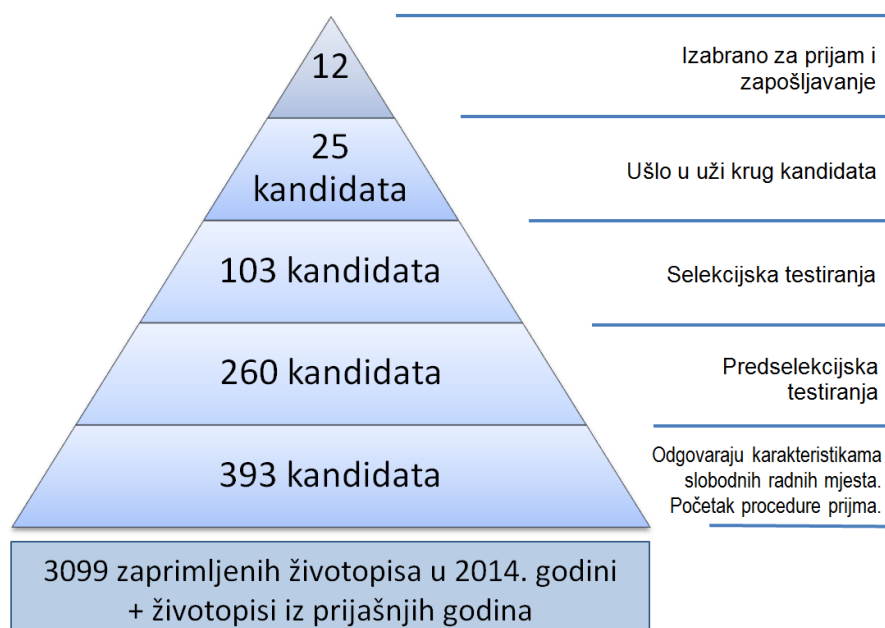 12
Izabrano za prijam i
zapošljavanje
25
kandidata
Ušlo u uži krug kandidata
103 kandidata
Selekcijska testiranja
260 kandidata
Predselekcijska
testiranja
393 kandidata
Odgovaraju karakteristikama
slobodnih radnih mjesta.
Početak procedure prijma.
3099 zaprimljenih životopisa u 2014. godini
+ životopisi iz prijašnjih godina